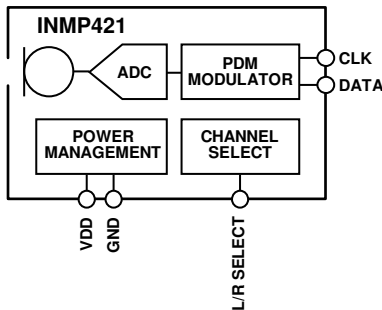 INMP421
ADC
PDM
MODULATOR
CLK
DATA
POWER
MANAGEMENT
CHANNEL
SELECT
VDD
GND
L/R SELECT